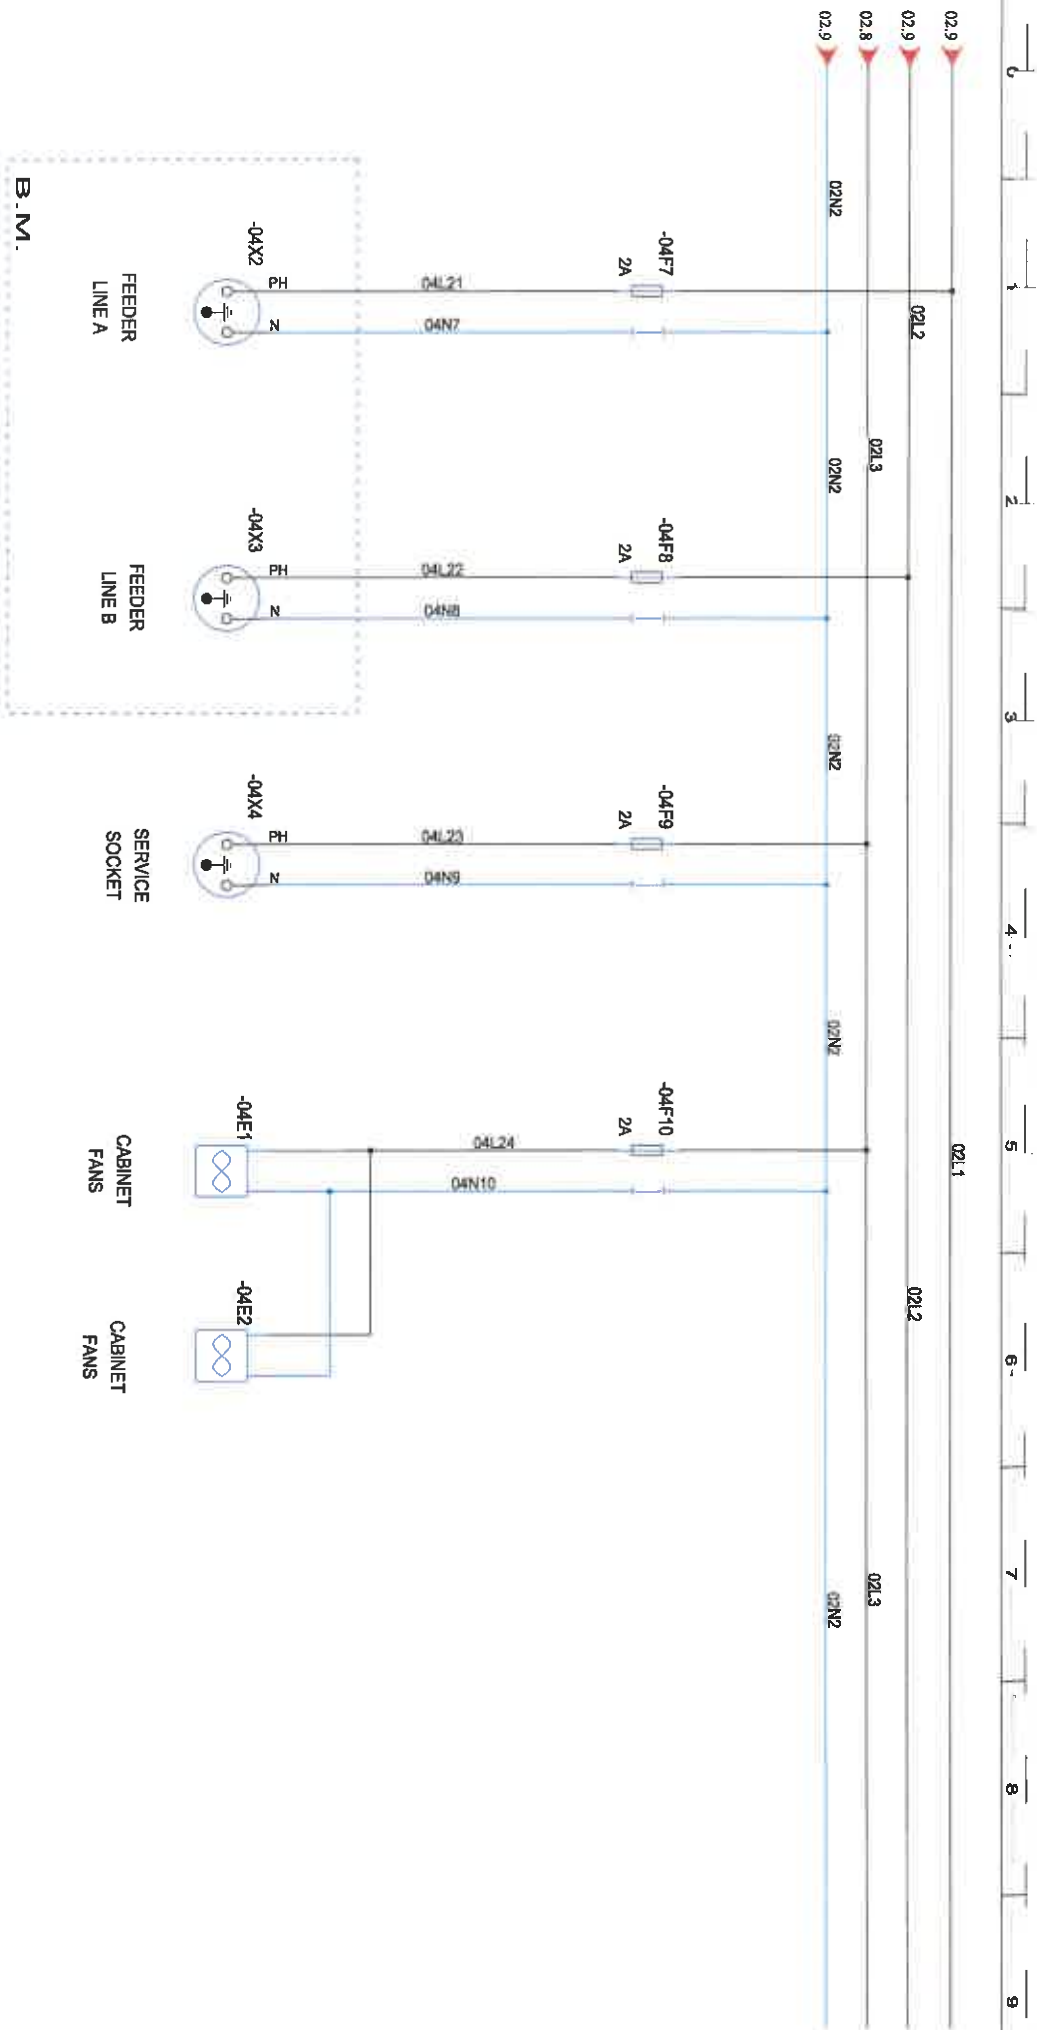 0 1 2 3 4 5 6 7 8 9
02.9
02L1
02.9
02L2
02L2
02.8
02L3
02L3
02.9
02N2
02N2
02N2
02N2
02N2
-04F7
2A
-04F8
2A
-04F9
2A
-04F10
2A
04L21
04N7
04L22
04N8
04L23
04N9
04L24
04N10
PH
N
PH
N
PH
N
-04X2
-04X3
-04X4
-04E1
-04E2
FEEDER
LINE A
FEEDER
LINE B
SERVICE
SOCKET
CABINET
FANS
CABINET
FANS
B.M.